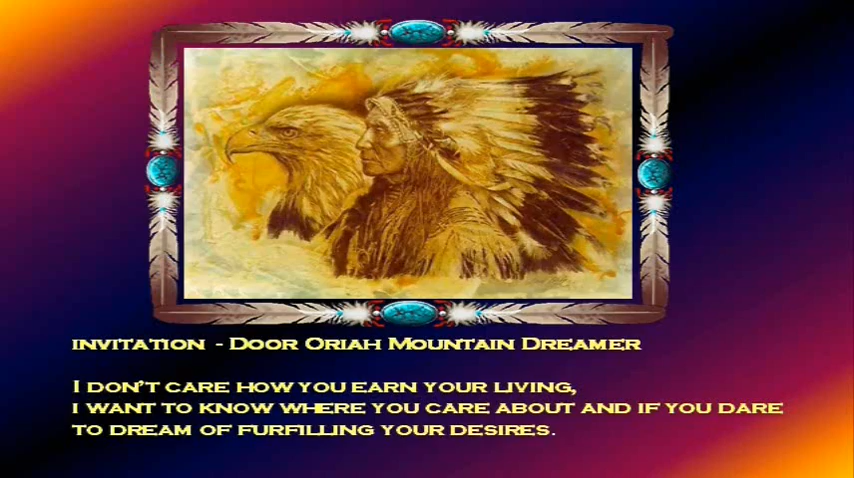 INVITATION - DOOR ORIAH MOUNTAIN DREAMER
I DON'T CARE HOW YOU EARN YOUR LIVING,
I WANT TO KNOW WHERE YOU CARE ABOUT AND IF YOU DARE
TO DREAM OF FURFILLING YOUR DESIRES.